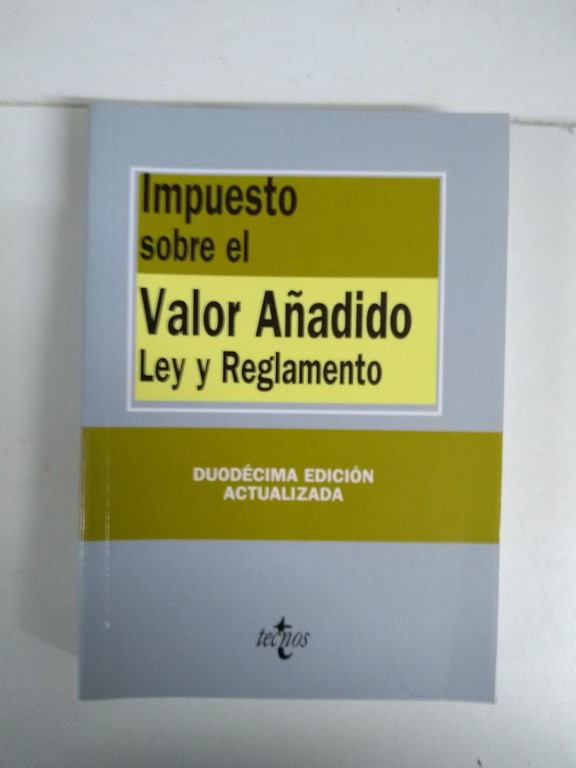 Impuesto
sobre el
Valor Añadido
Ley y Reglamento
DUODÉCIMA EDICIÓN
ACTUALIZADA
tecnos